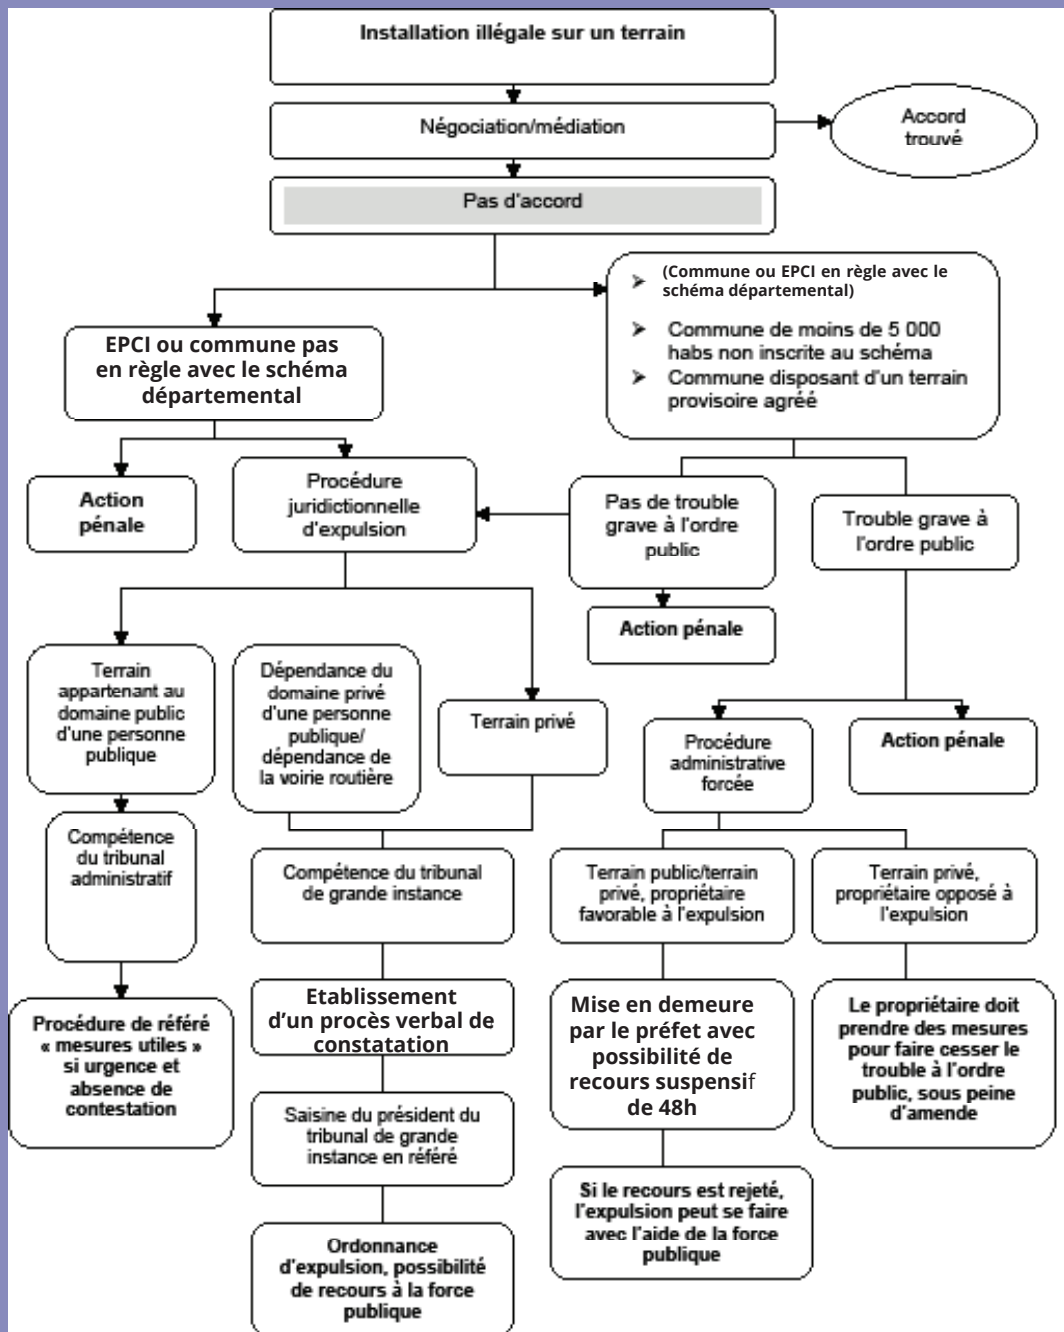 Installation illégale sur un terrain
Négociation/médiation
Accord
trouvé
Pas d'accord
➤ (Commune ou EPCI en règle avec le
schéma départemental)
➤ Commune de moins de 5 000
habs non inscrite au schéma
➤ Commune disposant d'un terrain
provisoire agréé
EPCI ou commune pas
en règle avec le schéma
départemental
Action
pénale
Procédure
juridictionnelle
d'expulsion
Pas de trouble
grave à l'ordre
public
Trouble grave à
l'ordre public
Action pénale
Terrain
appartenant au
domaine public
d'une personne
publique
Dépendance du
domaine privé
d'une personne
publique/
dépendance de
la voirie routière
Terrain privé
Procédure
administrative
forcée
Action pénale
Compétence
du tribunal
administratif
Compétence du tribunal
de grande instance
Terrain public/terrain
privé, propriétaire
favorable à l'expulsion
Terrain privé,
propriétaire opposé à
l'expulsion
Procédure de référé
« mesures utiles »
si urgence et
absence de
contestation
Etablissement
d'un procès verbal de
constatation
Mise en demeure
par le préfet avec
possibilité de
recours suspensif
de 48h
Le propriétaire doit
prendre des mesures
pour faire cesser le
trouble à l'ordre
public, sous peine
d'amende
Saisine du président du
tribunal de grande
instance en référé
Si le recours est rejeté,
l'expulsion peut se faire
avec l'aide de la force
publique
Ordonnance
d'expulsion, possibilité
de recours à la force
publique